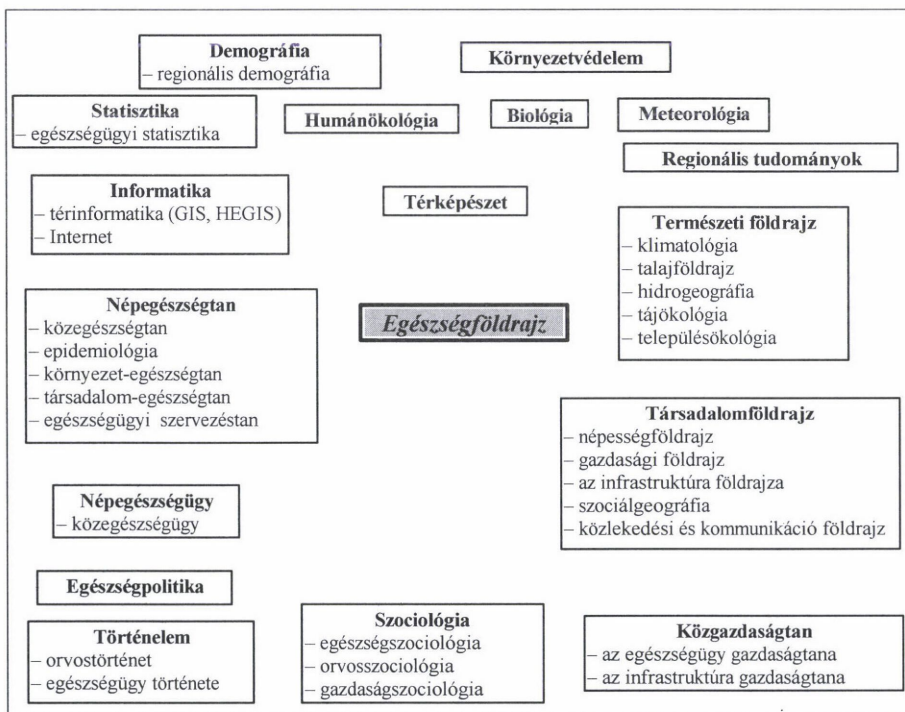 Demográfia
– regionális demográfia
Környezetvédelem
Statisztika
– egészségügyi statisztika
Humánökológia
Biológia
Meteorológia
Regionális tudományok
Informatika
– térinformatika (GIS, HEGIS)
– Internet
Térképészet
Természeti földrajz
– klimatológia
– talajföldrajz
– hidrogeográfia
– tájökológia
– településökológia
Népegészségtan
– közegészségtan
– epidemiológia
– környezet-egészségtan
– társadalom-egészségtan
– egészségügyi szervezéstan
Egészségföldrajz
Társadalomföldrajz
– népességföldrajz
– gazdasági földrajz
– az infrastruktúra földrajza
– szociálgeográfia
– közlekedési és kommunikáció földrajz
Népegészségügy
– közegészségügy
Egészségpolitika
Történelem
– orvostörténet
– egészségügy története
Szociológia
– egészségszociológia
– orvosszociológia
– gazdaságszociológia
Közgazdaságtan
– az egészségügy gazdaságtana
– az infrastruktúra gazdaságtana